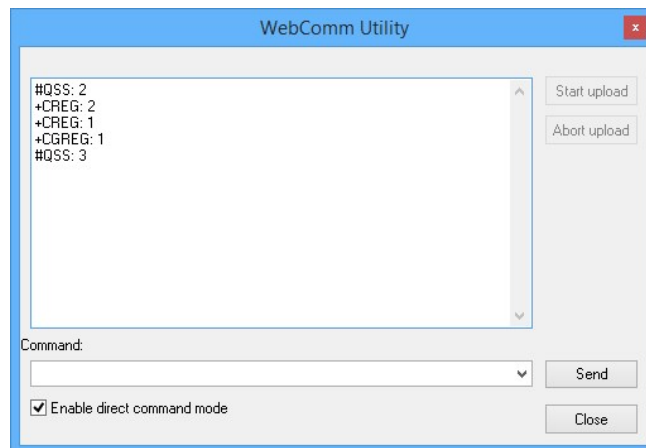 WebComm Utility
x
#QSS: 2
+CREG: 2
+CREG: 1
+CGREG: 1
#QSS: 3
Start upload
Abort upload
Command:
Send
Enable direct command mode
Close